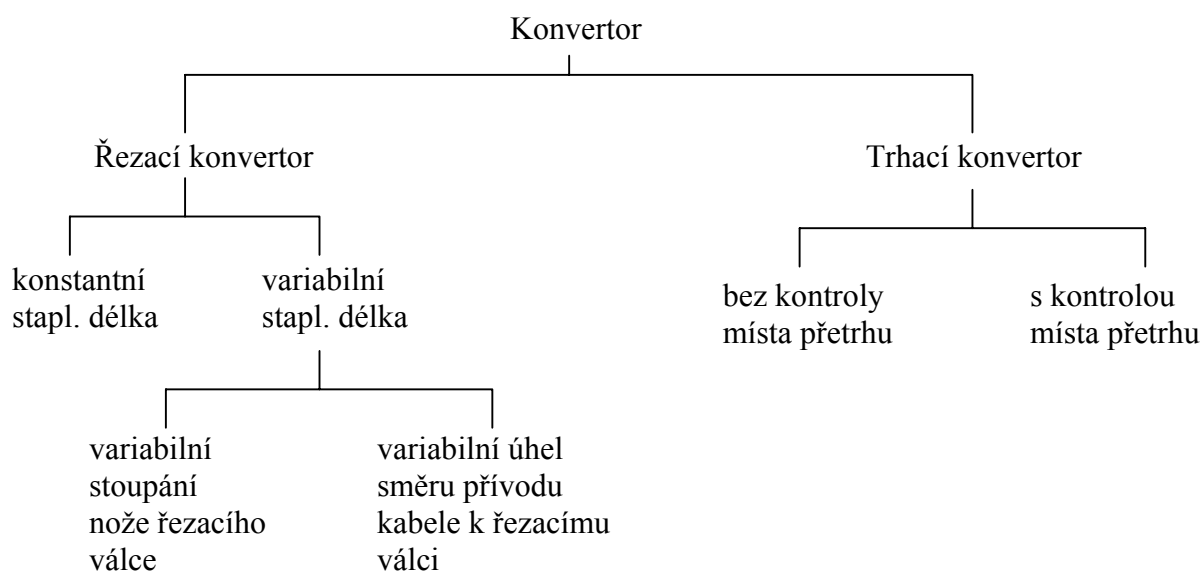 Konvertor
Řezací konvertor
Trhací konvertor
konstantní
stapl. délka
variabilní
stapl. délka
bez kontroly
místa přetrhu
s kontrolou
místa přetrhu
variabilní
stoupání
nože řezacího
válce
variabilní úhel
směru přívodu
kabele k řezacímu
válci